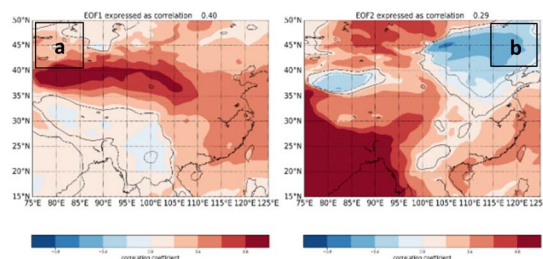 EOF1 expressed as correlation 0.40
a
50°N
45°N
40°N
35°N
30°N
25°N
20°N
15°N
75°E 80°E 85°E 90°E 95°E 100°E 105°E 110°E 115°E 120°E 125°E
correlation coefficient
EOF2 expressed as correlation 0.29
b
50°N
45°N
40°N
35°N
30°N
25°N
20°N
15°N
75°E 80°E 85°E 90°E 95°E 100°E 105°E 110°E 115°E 120°E 125°E
correlation coefficient